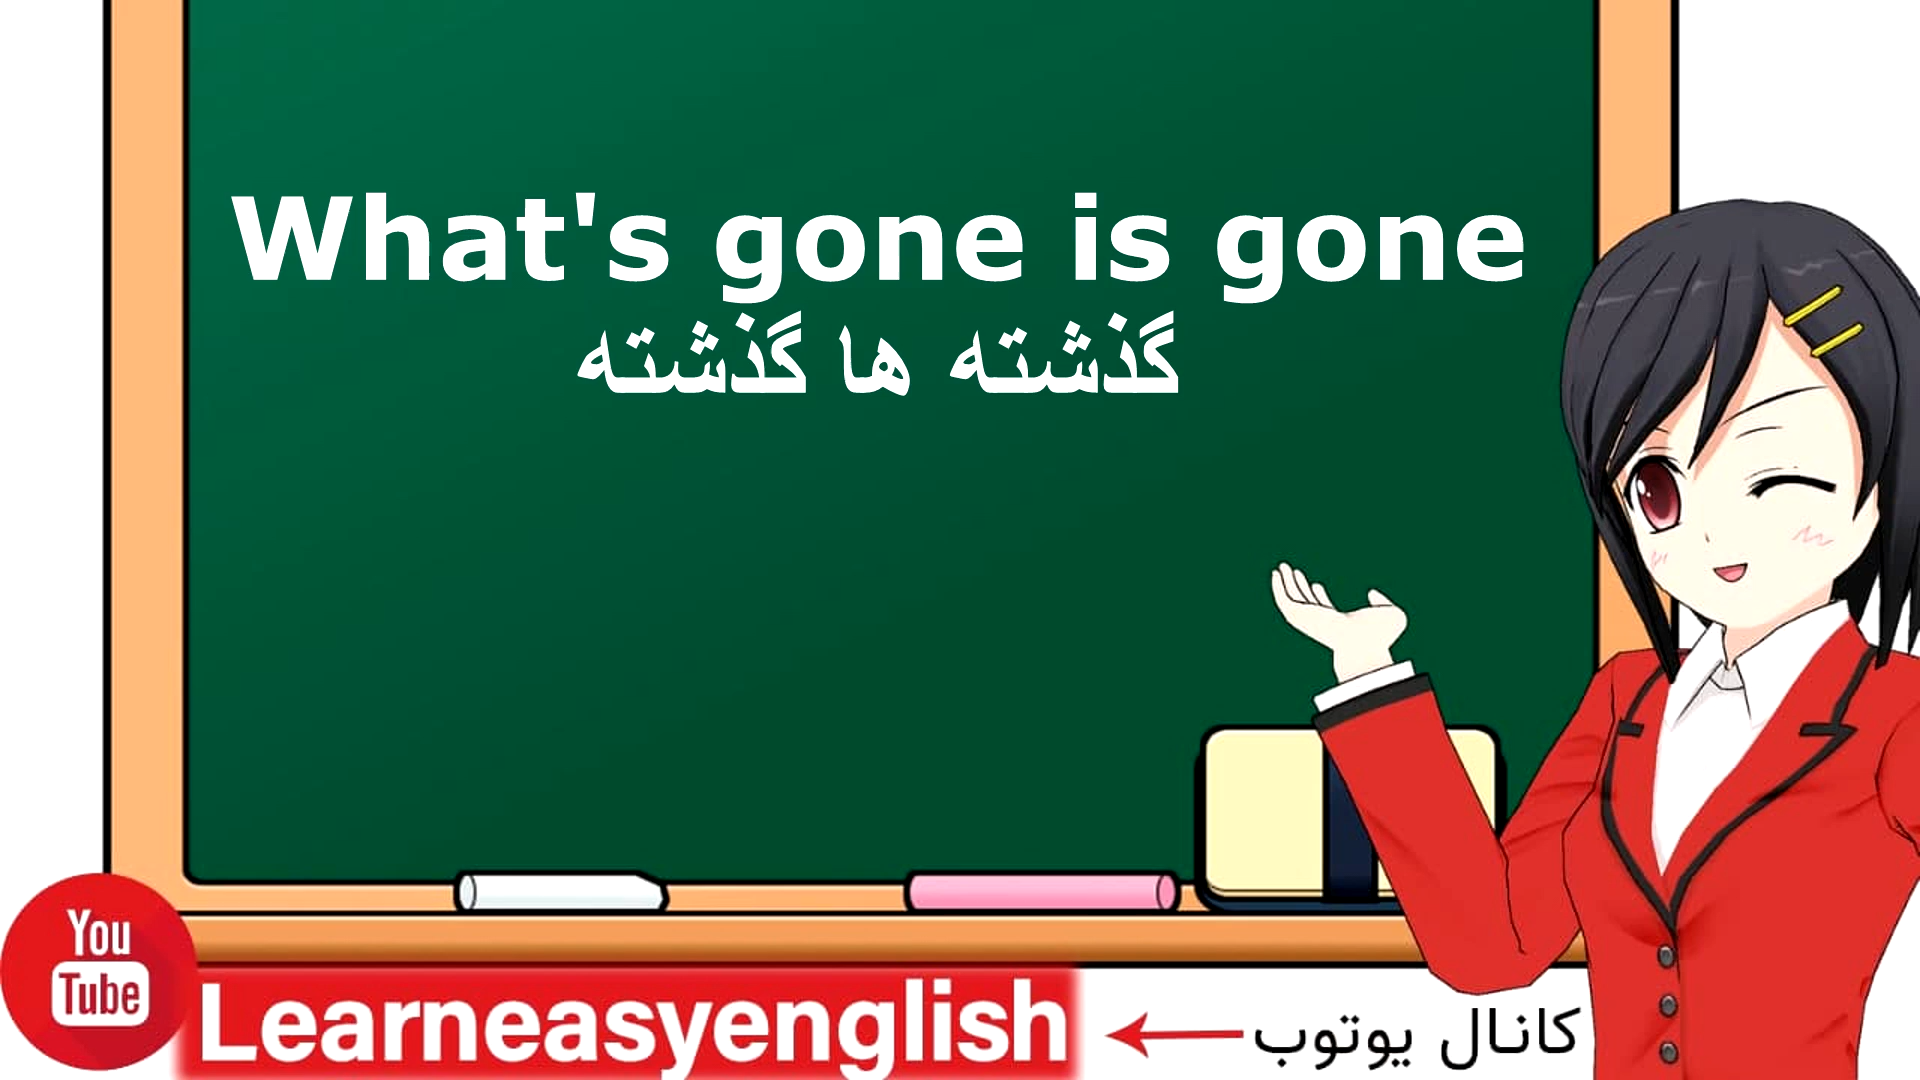 What's gone is gone
گذشته ها گذشته
You
Tube
Learneasyenglish
کانال یوتوب